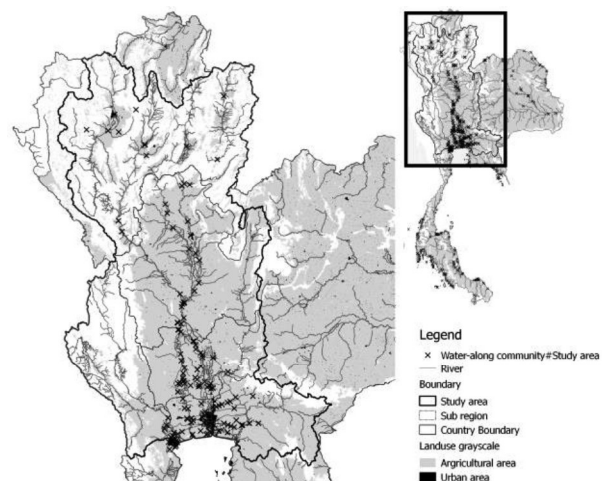 Legend
Water-along community#Study area
River
Boundary
Study area
Sub region
Country Boundary
Landuse grayscale
Argricultural area
Urban area